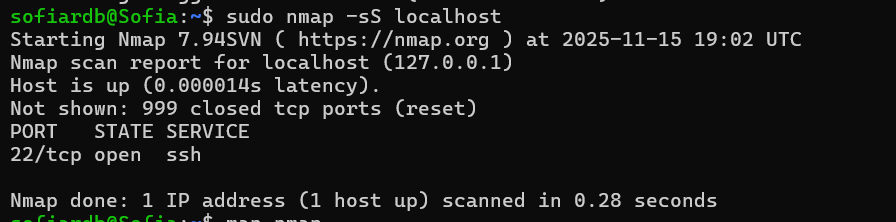 sofiardb@Sofia:~$ sudo nmap -sS localhost
Starting Nmap 7.94SVN ( https://nmap.org ) at 2025-11-15 19:02 UTC
Nmap scan report for localhost (127.0.0.1)
Host is up (0.000014s latency).
Not shown: 999 closed tcp ports (reset)
PORT   STATE SERVICE
22/tcp open  ssh

Nmap done: 1 IP address (1 host up) scanned in 0.28 seconds
sofiardb@Sofia:~$ man nmap